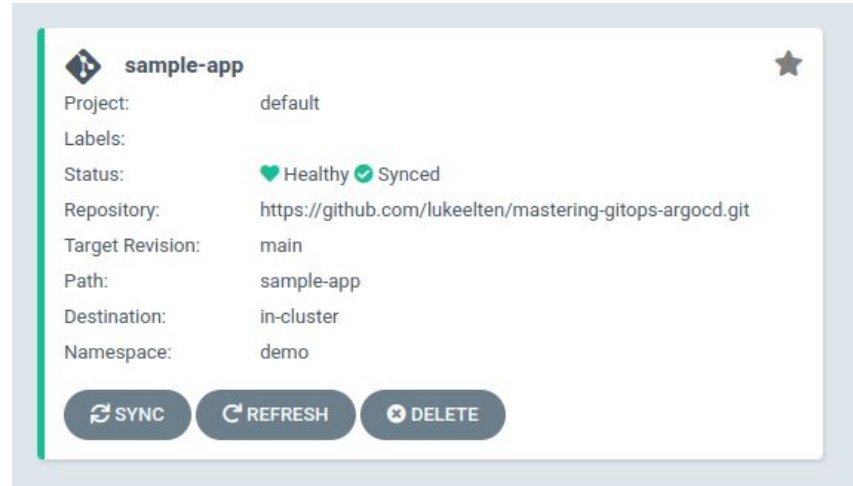 sample-app
Project: default
Labels:
Status: Healthy Synced
Repository: https://github.com/lukeelten/mastering-gitops-argocd.git
Target Revision: main
Path: sample-app
Destination: in-cluster
Namespace: demo
SYNC REFRESH DELETE